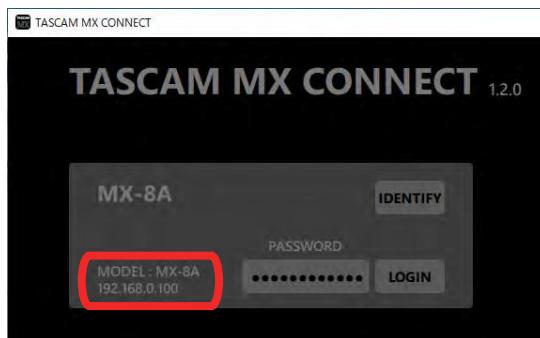 TASCAM MX CONNECT
TASCAM MX CONNECT 1.2.0
MX-8A
IDENTIFY
PASSWORD
MODEL : MX-8A
192.168.0.100
●●●●●●●●●●●●
LOGIN